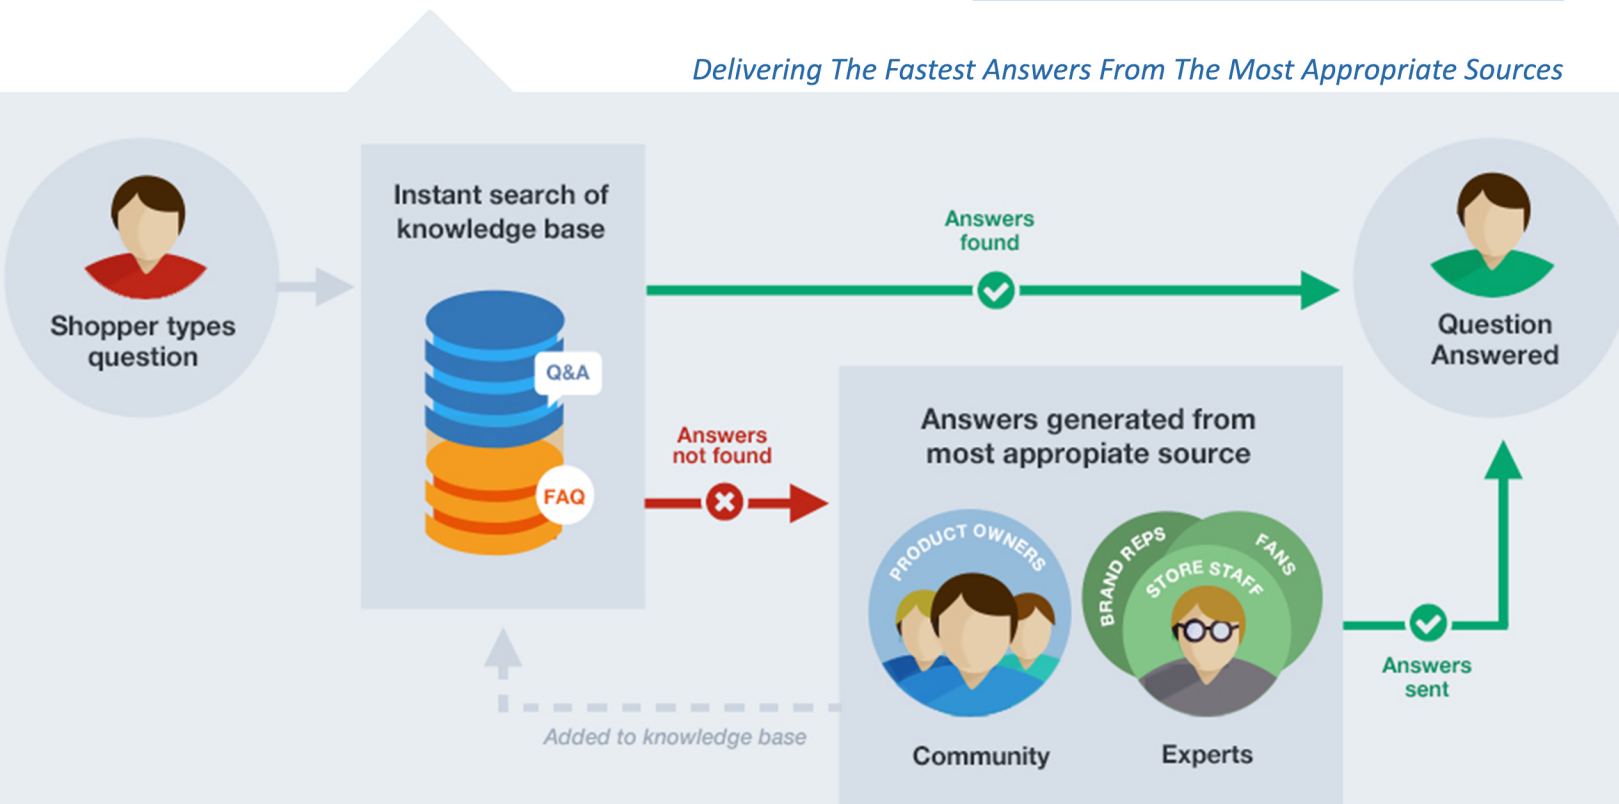 Delivering The Fastest Answers From The Most Appropriate Sources
Shopper types
question
Instant search of
knowledge base
Q&A
FAQ
Answers
found
Answers
not found
Question
Answered
Answers generated from
most appropiate source
PRODUCT OWNERS
BRAND REPS
FANS
STORE STAFF
Community
Experts
Answers
sent
Added to knowledge base